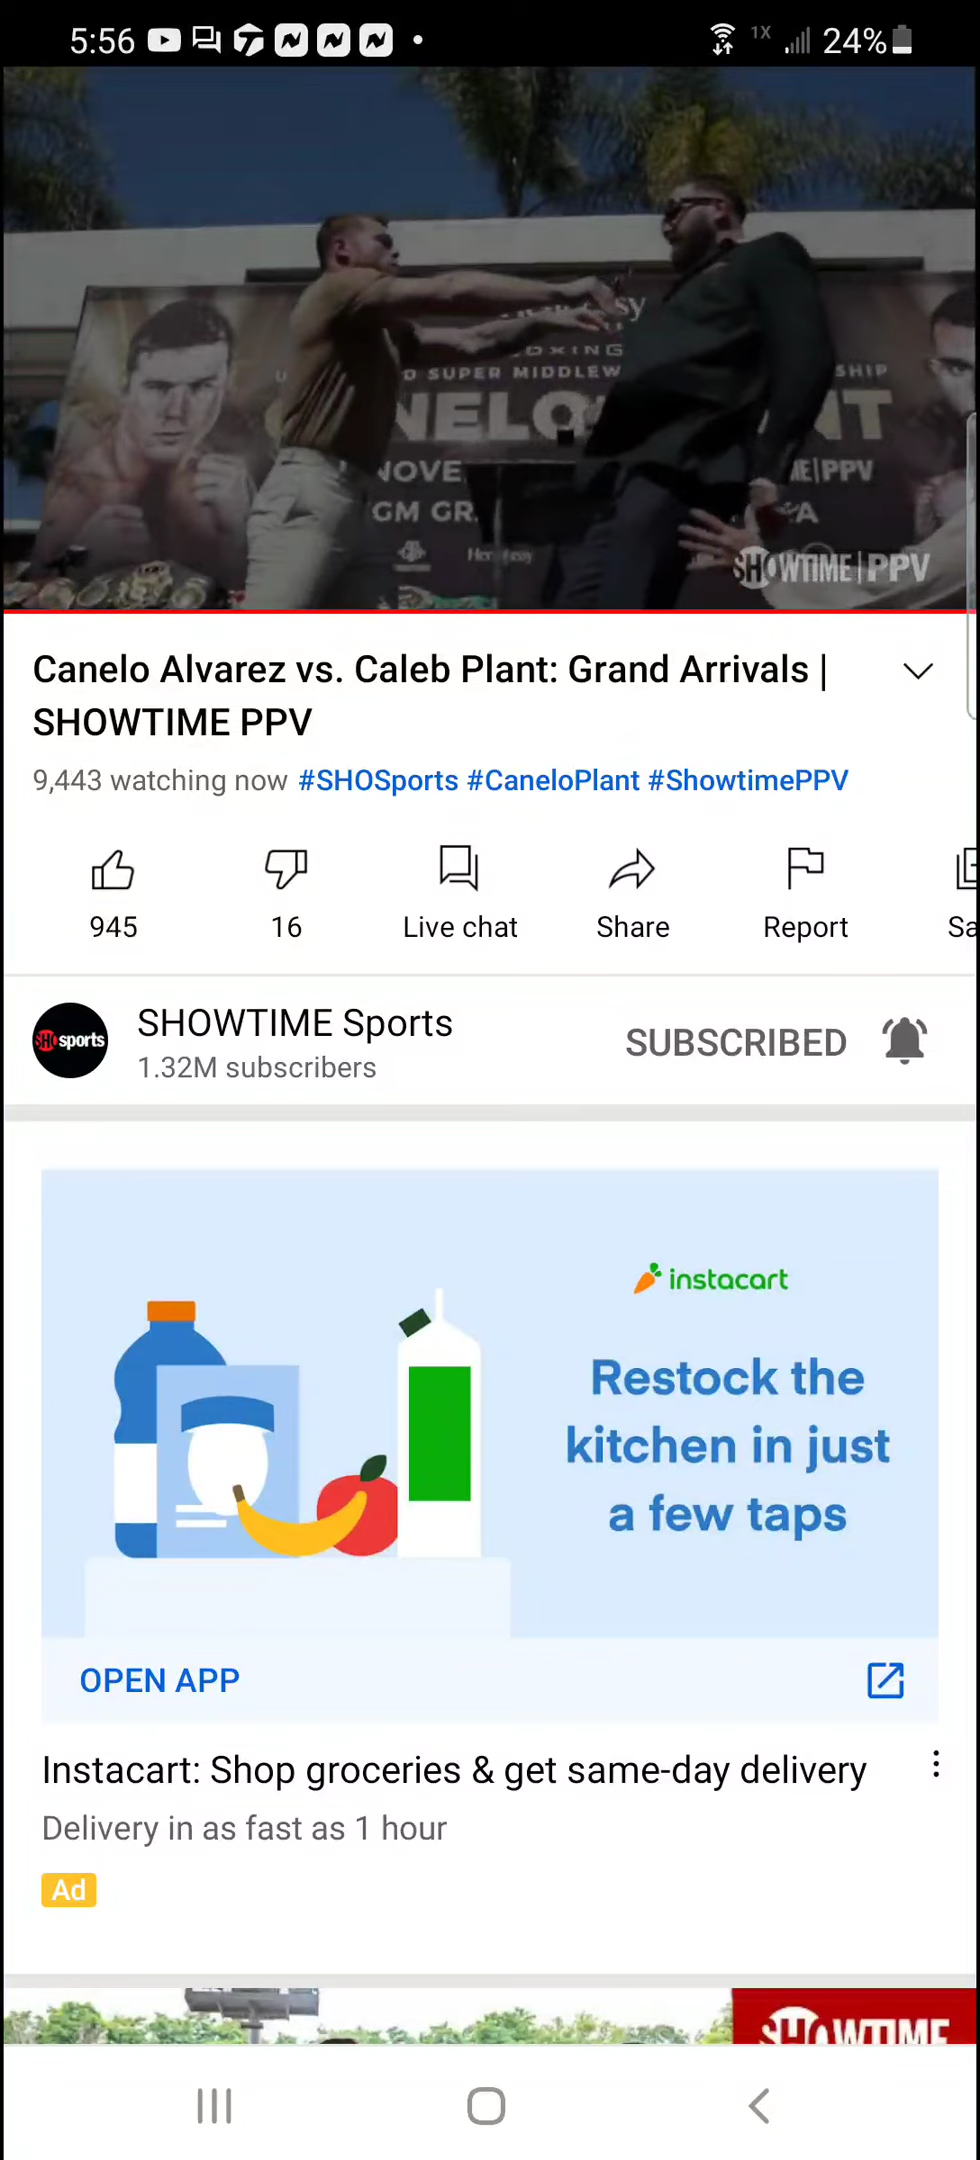 5:56
1X 24%
OXING
D SUPER MIDDLEW SHIP
NELO NT
NOVE E|PPV
GM GR. A
SHOWTIME|PPV
Canelo Alvarez vs. Caleb Plant: Grand Arrivals |
SHOWTIME PPV
9,443 watching now #SHOSports #CaneloPlant #ShowtimePPV
945 16 Live chat Share Report Sa
SHO sports
SHOWTIME Sports
1.32M subscribers
SUBSCRIBED
instacart
Restock the
kitchen in just
a few taps
OPEN APP
Instacart: Shop groceries & get same-day delivery
Delivery in as fast as 1 hour
Ad
SHOWTIME